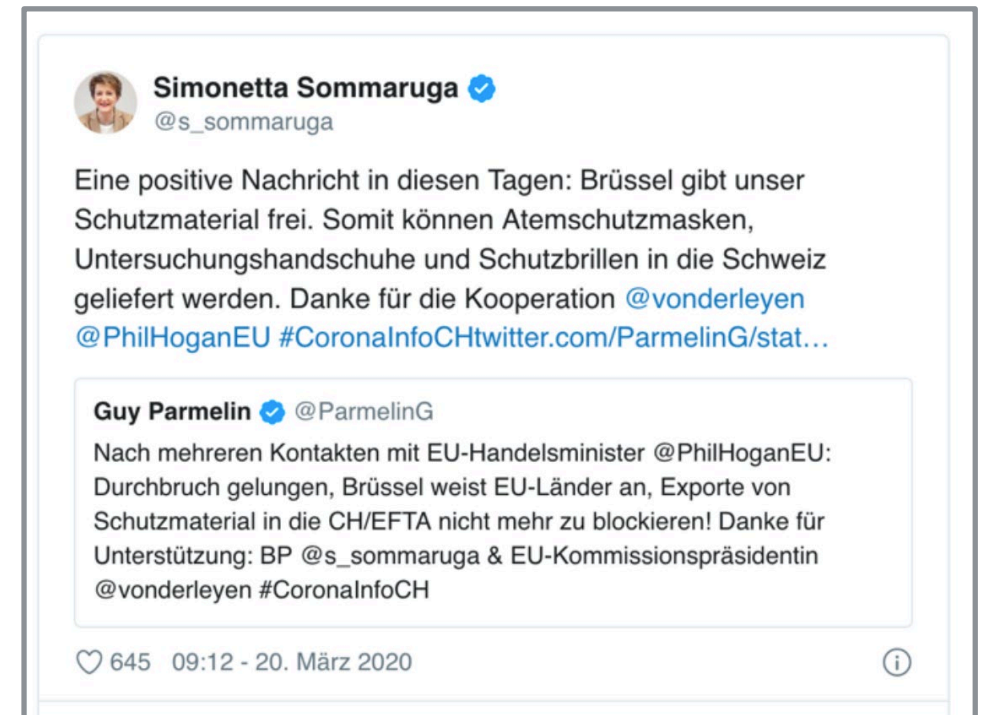 Simonetta Sommaruga
@s_sommaruga
Eine positive Nachricht in diesen Tagen: Brüssel gibt unser
Schutzmaterial frei. Somit können Atemschutzmasken,
Untersuchungshandschuhe und Schutzbrillen in die Schweiz
geliefert werden. Danke für die Kooperation @vonderleyen
@PhilHoganEU #CoronaInfoCHtwitter.com/ParmelinG/stat…
Guy Parmelin @ParmelinG
Nach mehreren Kontakten mit EU-Handelsminister @PhilHoganEU:
Durchbruch gelungen, Brüssel weist EU-Länder an, Exporte von
Schutzmaterial in die CH/EFTA nicht mehr zu blockieren! Danke für
Unterstützung: BP @s_sommaruga & EU-Kommissionspräsidentin
@vonderleyen #CoronaInfoCH
645 09:12 - 20. März 2020